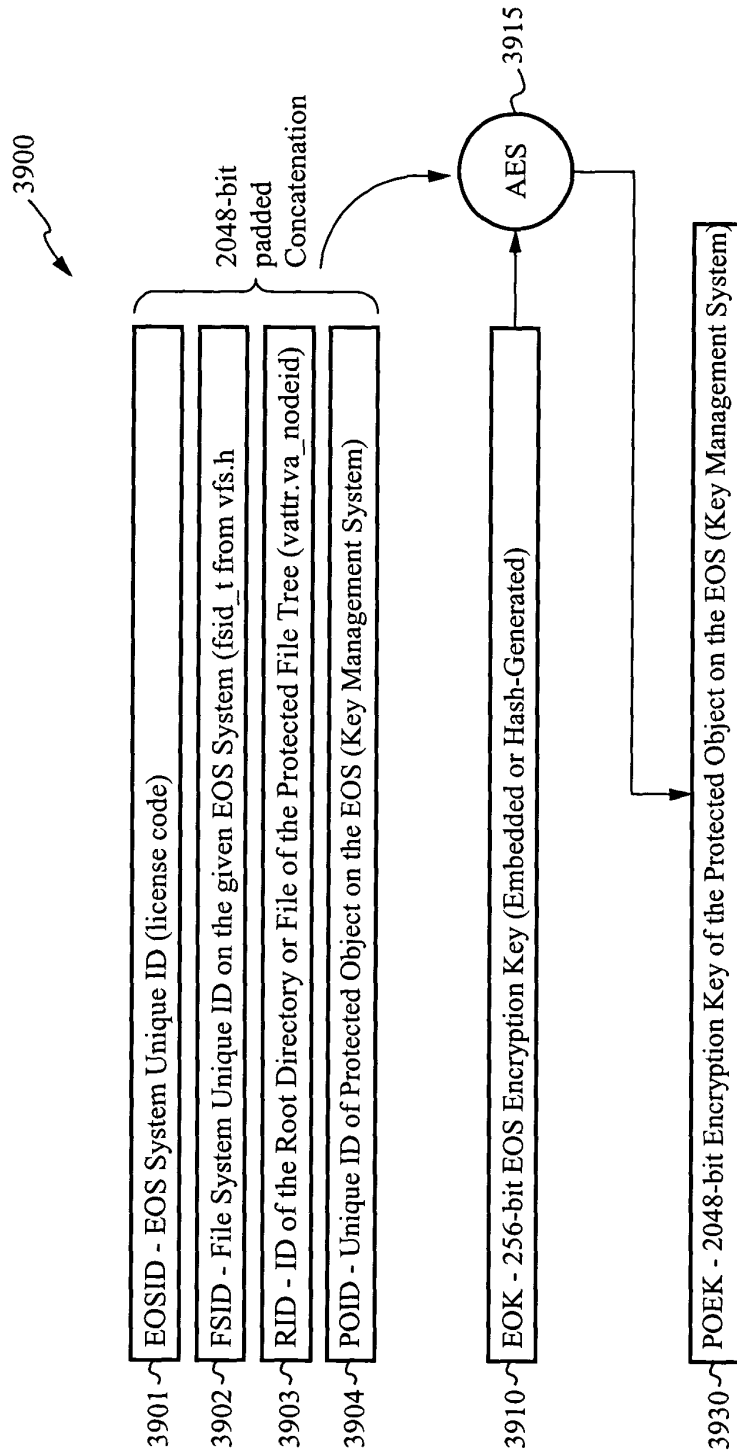 3900
3901
EOSID - EOS System Unique ID (license code)
3902
FSID - File System Unique ID on the given EOS System (fsid_t from vfs.h
3903
RID - ID of the Root Directory or File of the Protected File Tree (vattr.va_nodeid)
3904
POID - Unique ID of Protected Object on the EOS (Key Management System)
2048-bit
padded
Concatenation
3910
EOK - 256-bit EOS Encryption Key (Embedded or Hash-Generated)
AES
3915
3930
POEK - 2048-bit Encryption Key of the Protected Object on the EOS (Key Management System)